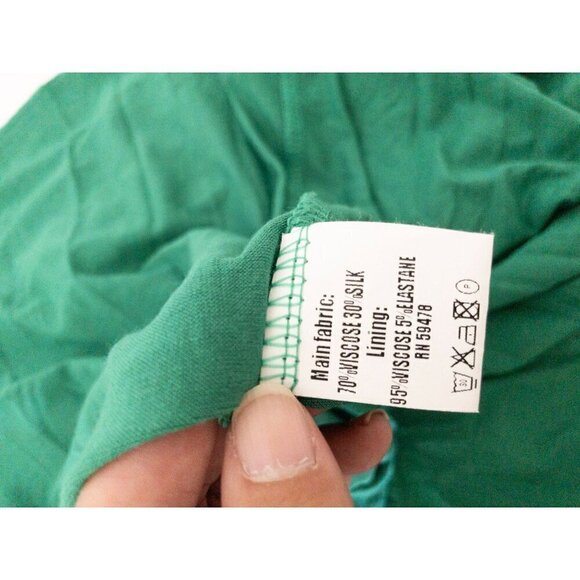 Main fabric:
70%VISCOSE 30%SILK
Lining:
95%VISCOSE 5%ELASTANE
RN 59478
P